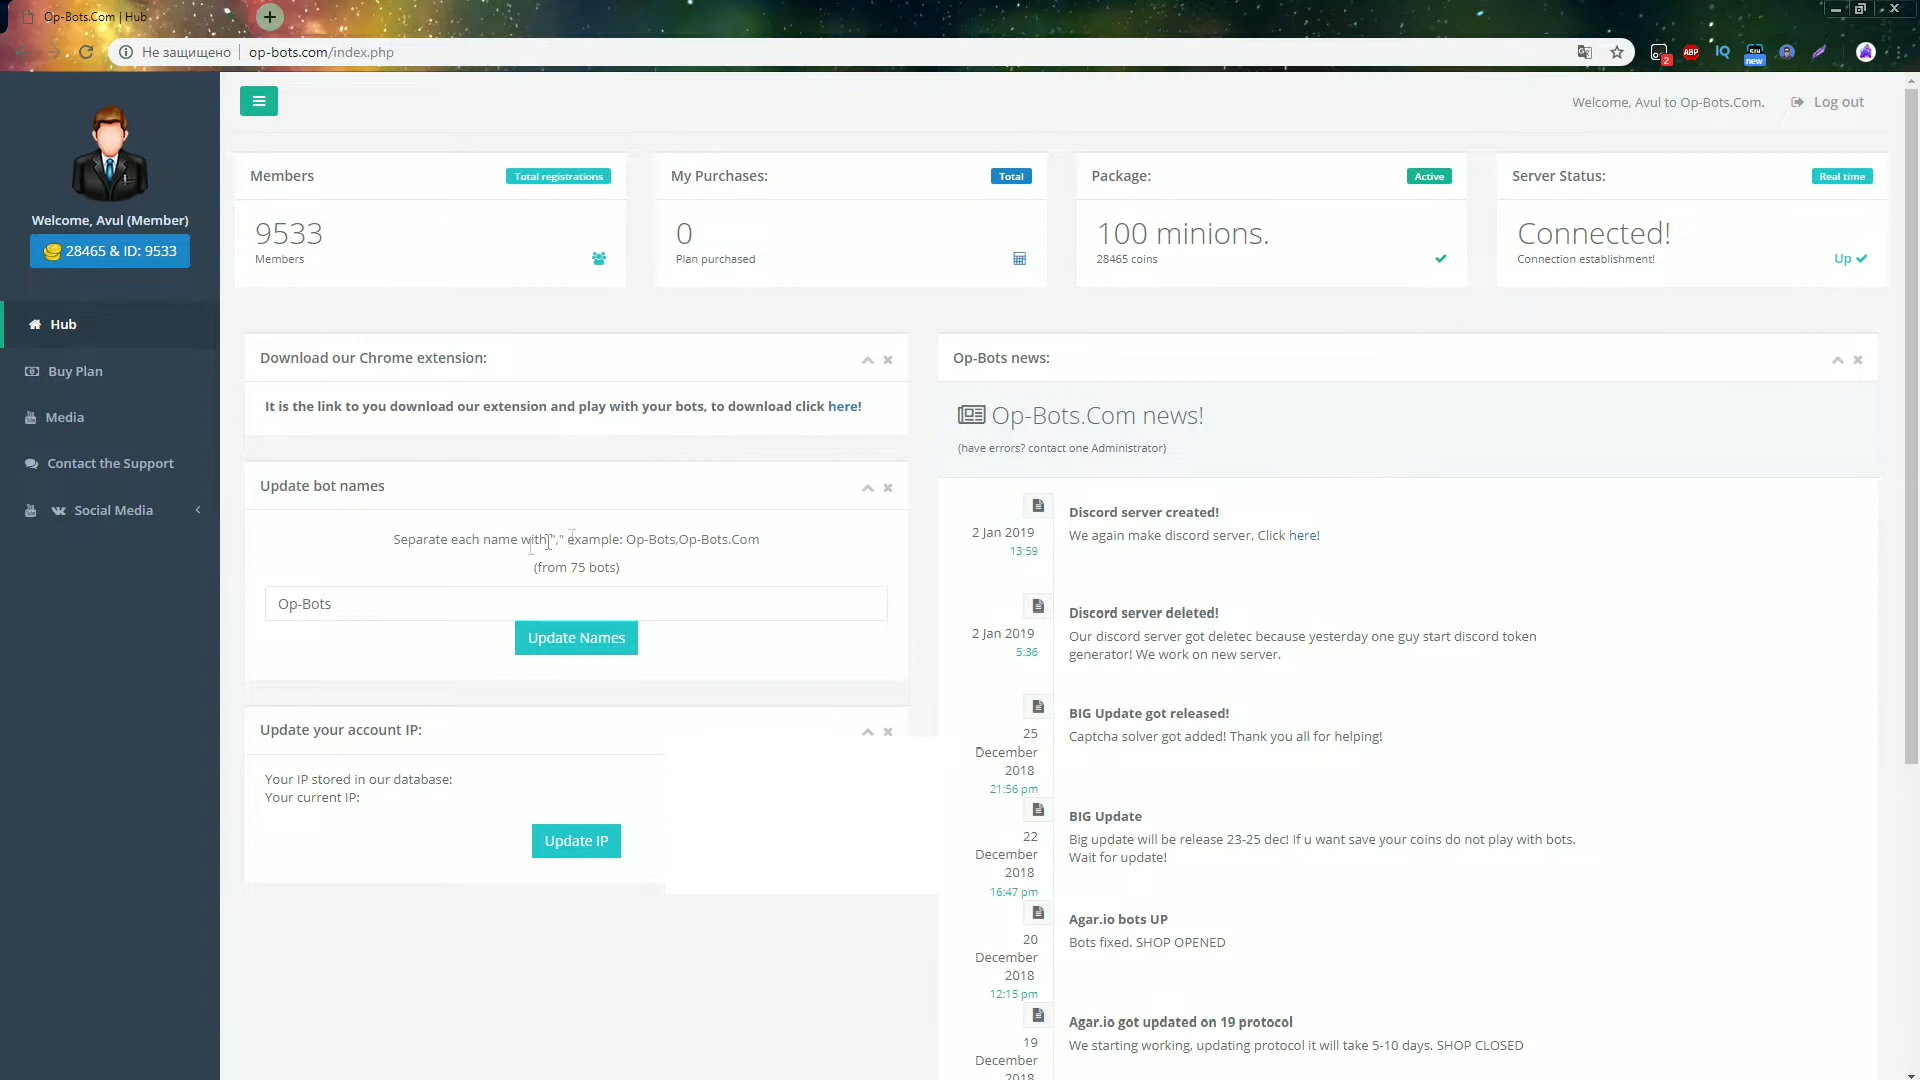 Op-Bots.Com | Hub
Не защищено
op-bots.com/index.php
2
ABP
IQ
SIH
new
Welcome, Avul to Op-Bots.Com.
Log out
Welcome, Avul (Member)
28465 & ID: 9533
Hub
Buy Plan
Media
Contact the Support
Social Media
Members
Total registrations
9533
Members
My Purchases:
Total
0
Plan purchased
Package:
Active
100 minions.
28465 coins
Server Status:
Real time
Connected!
Connection establishment!
Up
Download our Chrome extension:
It is the link to you download our extension and play with your bots, to download click here!
Update bot names
Separate each name with "," example: Op-Bots,Op-Bots.Com
(from 75 bots)
Op-Bots
Update Names
Update your account IP:
Your IP stored in our database:
Your current IP:
Update IP
Op-Bots news:
Op-Bots.Com news!
(have errors? contact one Administrator)
2 Jan 2019
13:59
Discord server created!
We again make discord server. Click here!
2 Jan 2019
5:36
Discord server deleted!
Our discord server got deletec because yesterday one guy start discord token
generator! We work on new server.
25
December
2018
21:56 pm
BIG Update got released!
Captcha solver got added! Thank you all for helping!
22
December
2018
16:47 pm
BIG Update
Big update will be release 23-25 dec! If u want save your coins do not play with bots.
Wait for update!
20
December
2018
12:15 pm
Agar.io bots UP
Bots fixed. SHOP OPENED
19
December
2018
Agar.io got updated on 19 protocol
We starting working, updating protocol it will take 5-10 days. SHOP CLOSED